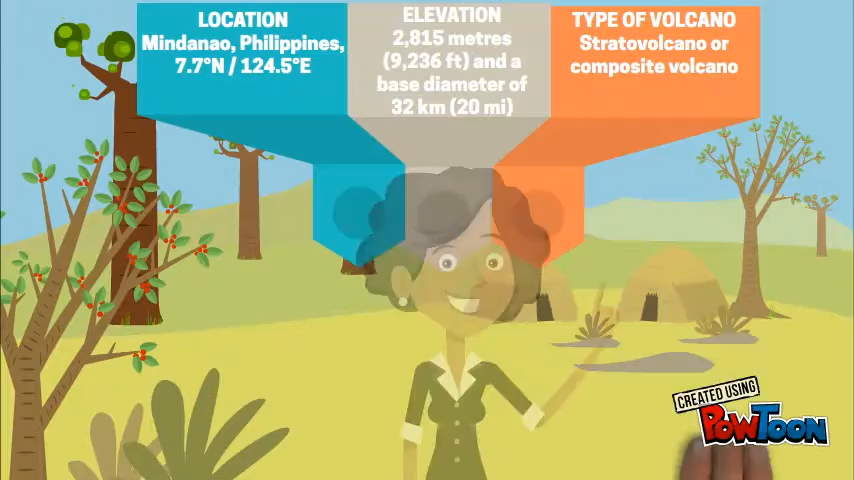 LOCATION
Mindanao, Philippines,
7.7°N / 124.5°E
ELEVATION
2,815 metres
(9,236 ft) and a
base diameter of
32 km (20 mi)
TYPE OF VOLCANO
Stratovolcano or
composite volcano
CREATED USING
POWTOON